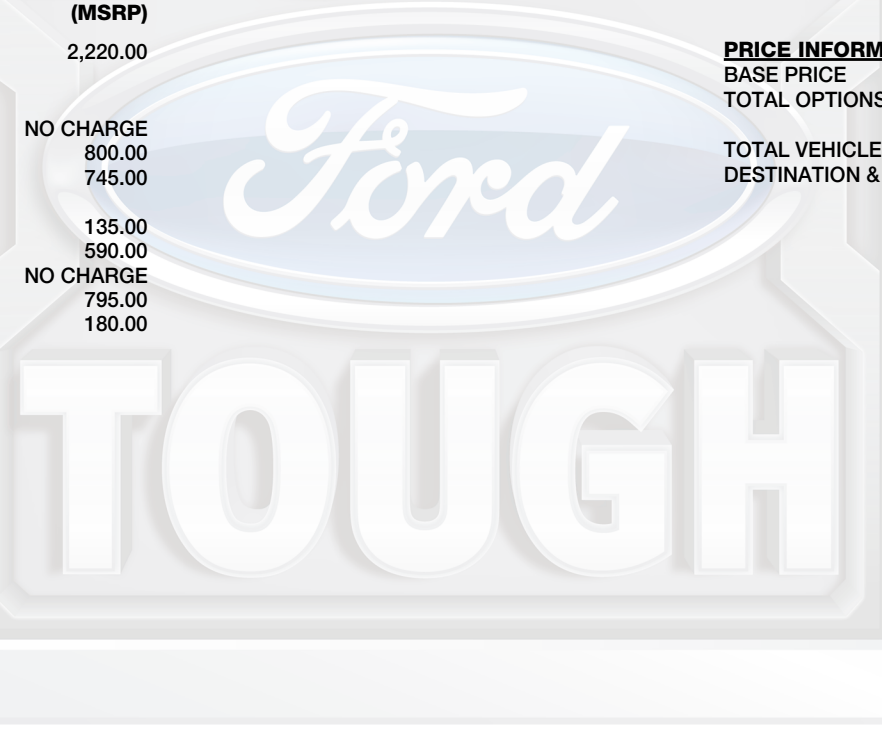 (MSRP)
2,220.00
NO CHARGE
800.00
745.00
135.00
590.00
NO CHARGE
795.00
180.00
PRICE INFORM
BASE PRICE
TOTAL OPTIONS
TOTAL VEHICLE
DESTINATION &
Ford
TOUGH